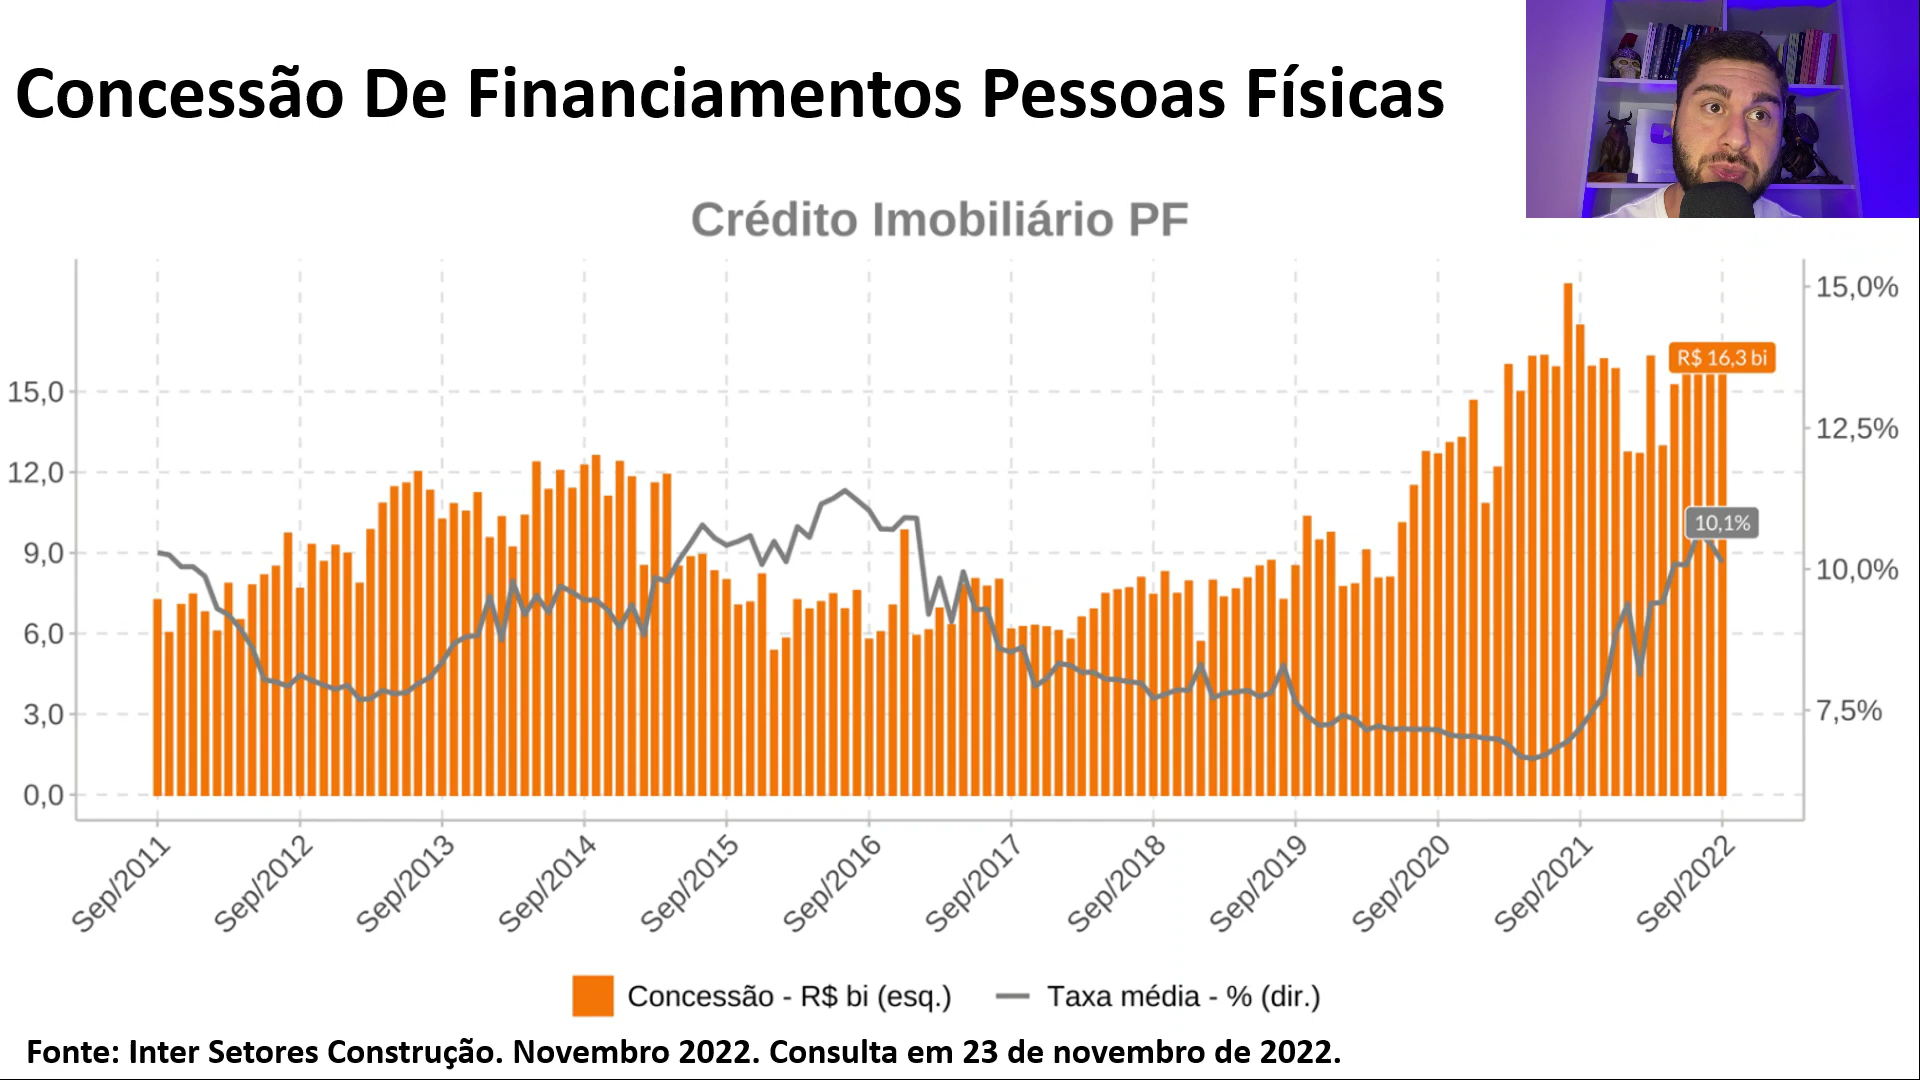 Concessão De Financiamentos Pessoas Físicas
Crédito Imobiliário PF
15,0
12,0
9,0
6,0
3,0
0,0
15,0%
12,5%
10,0%
7,5%
R$ 16,3 bi
10,1%
Sep/2011
Sep/2012
Sep/2013
Sep/2014
Sep/2015
Sep/2016
Sep/2017
Sep/2018
Sep/2019
Sep/2020
Sep/2021
Sep/2022
Concessão - R$ bi (esq.)
Taxa média - % (dir.)
Fonte: Inter Setores Construção. Novembro 2022. Consulta em 23 de novembro de 2022.